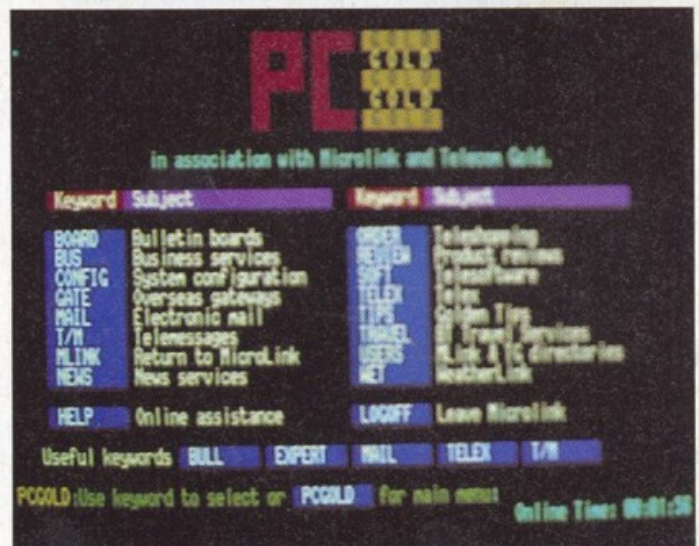 PC
GOLD
GOLD
in association with Microlink and Telecom Gold.
Keyword Subject
BOARD Bulletin boards
BUS Business services
CONFIG System configuration
GATE Overseas gateways
MAIL Electronic mail
T/M Telemessages
MLINK Return to MicroLink
NEWS News services
HELP Online assistance
Keyword Subject
ORDER Teleshopping
REVIEW Product reviews
SOFT Telesoftware
TELEX Telex
TIPS Golden Tips
TRAVEL Travel Services
USERS MLink & TG directories
NET WeatherLink
LOGOFF Leave Microlink
Useful keywords BULL EXPERT MAIL TELEX T/M
PCGOLD:Use keyword to select or PCGOLD for main menu:
Online Time: 00:01: